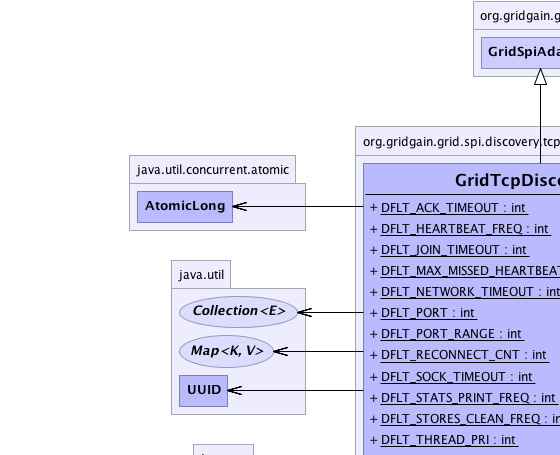 org.gridgain.g
GridSpiAda
org.gridgain.grid.spi.discovery.tcp
java.util.concurrent.atomic
GridTcpDisco
AtomicLong
+ DFLT_ACK_TIMEOUT : int
+ DFLT_HEARTBEAT_FREQ : int
+ DFLT_JOIN_TIMEOUT : int
java.util
+ DFLT_MAX_MISSED_HEARTBEAT
+ DFLT_NETWORK_TIMEOUT : int
Collection<E>
+ DFLT_PORT : int
+ DFLT_PORT_RANGE : int
Map<K, V>
+ DFLT_RECONNECT_CNT : int
+ DFLT_SOCK_TIMEOUT : int
UUID
+ DFLT_STATS_PRINT_FREQ : int
+ DFLT_STORES_CLEAN_FREQ : in
+ DFLT_THREAD_PRI : int